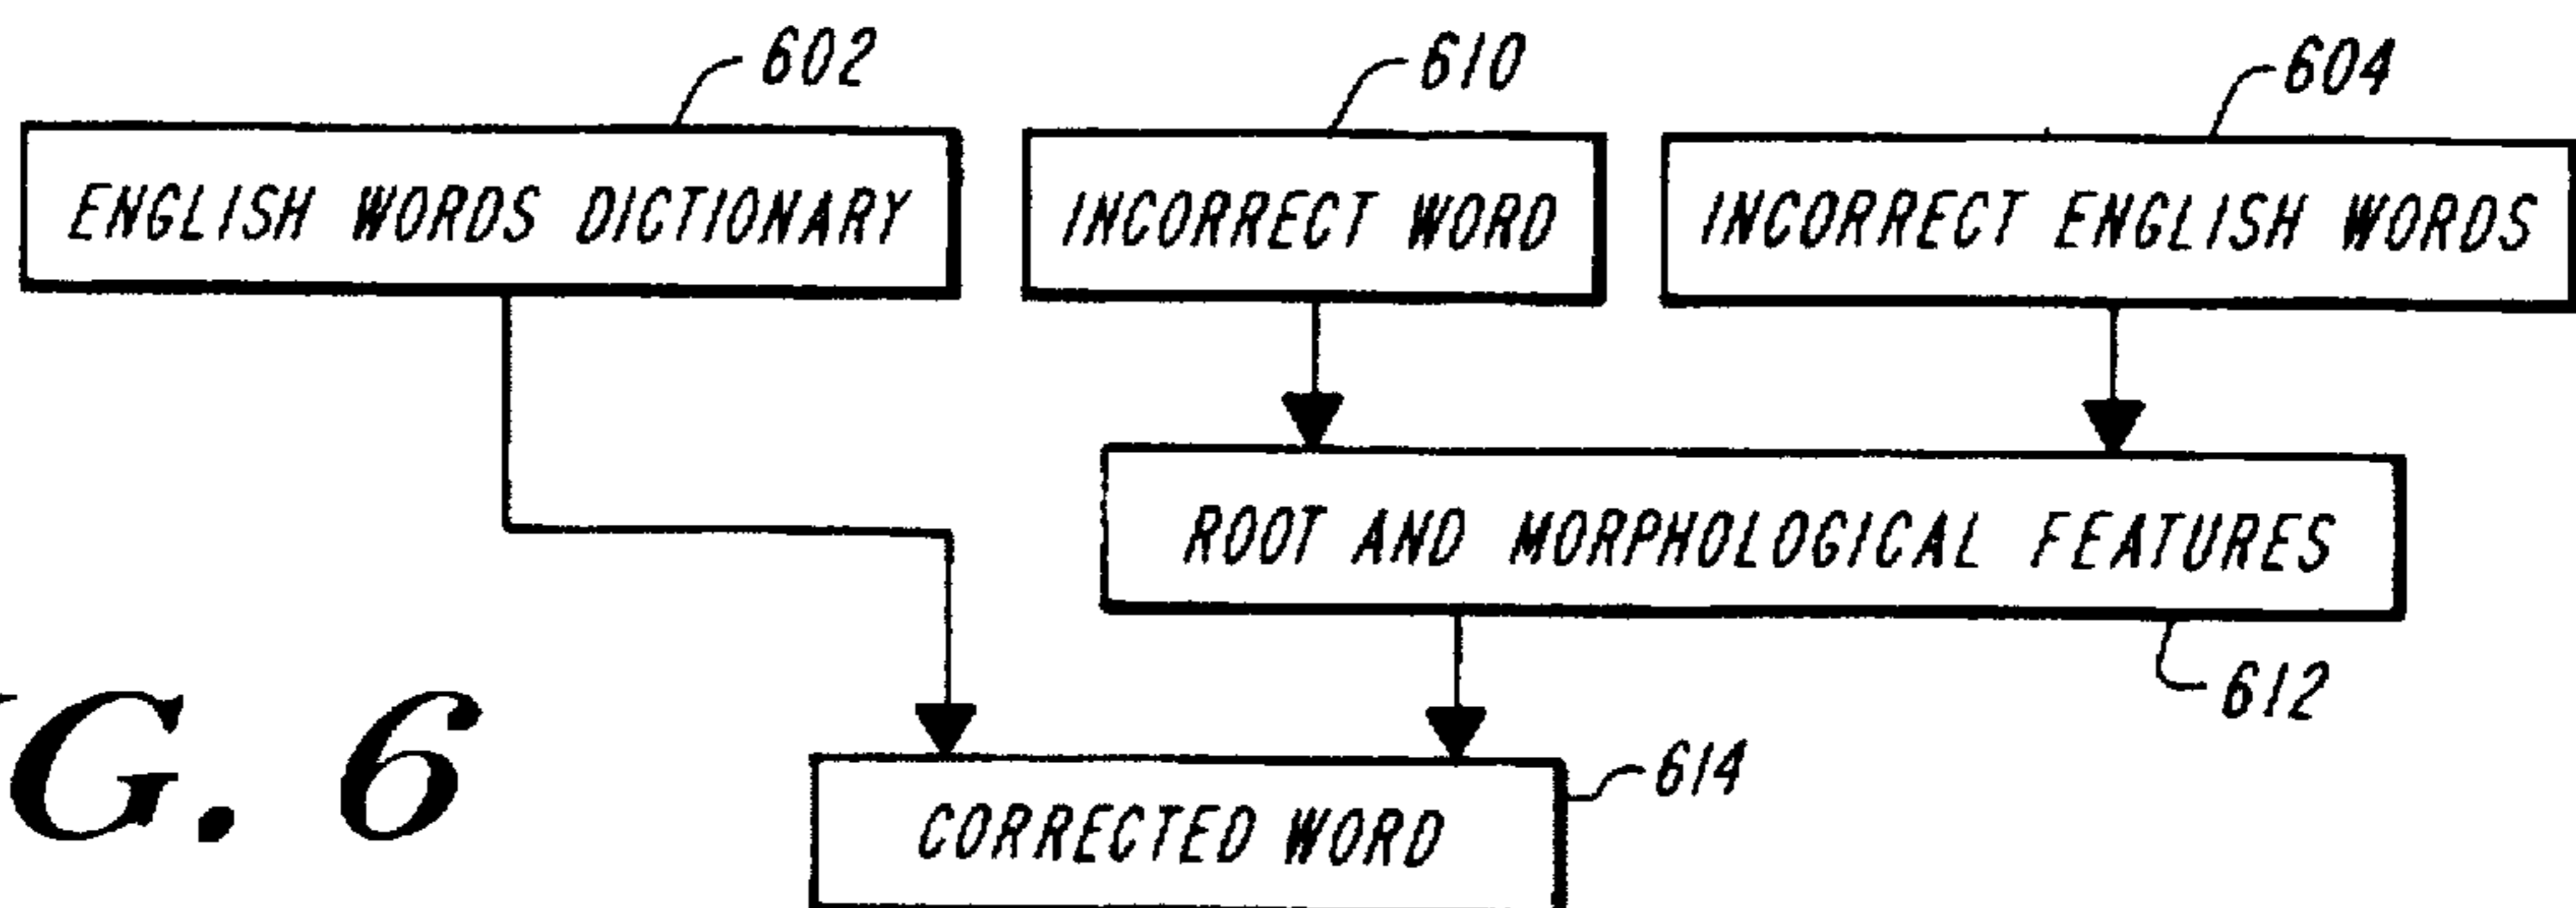 602 610 604
ENGLISH WORDS DICTIONARY INCORRECT WORD INCORRECT ENGLISH WORDS
ROOT AND MORPHOLOGICAL FEATURES
612
G. 6
614
CORRECTED WORD